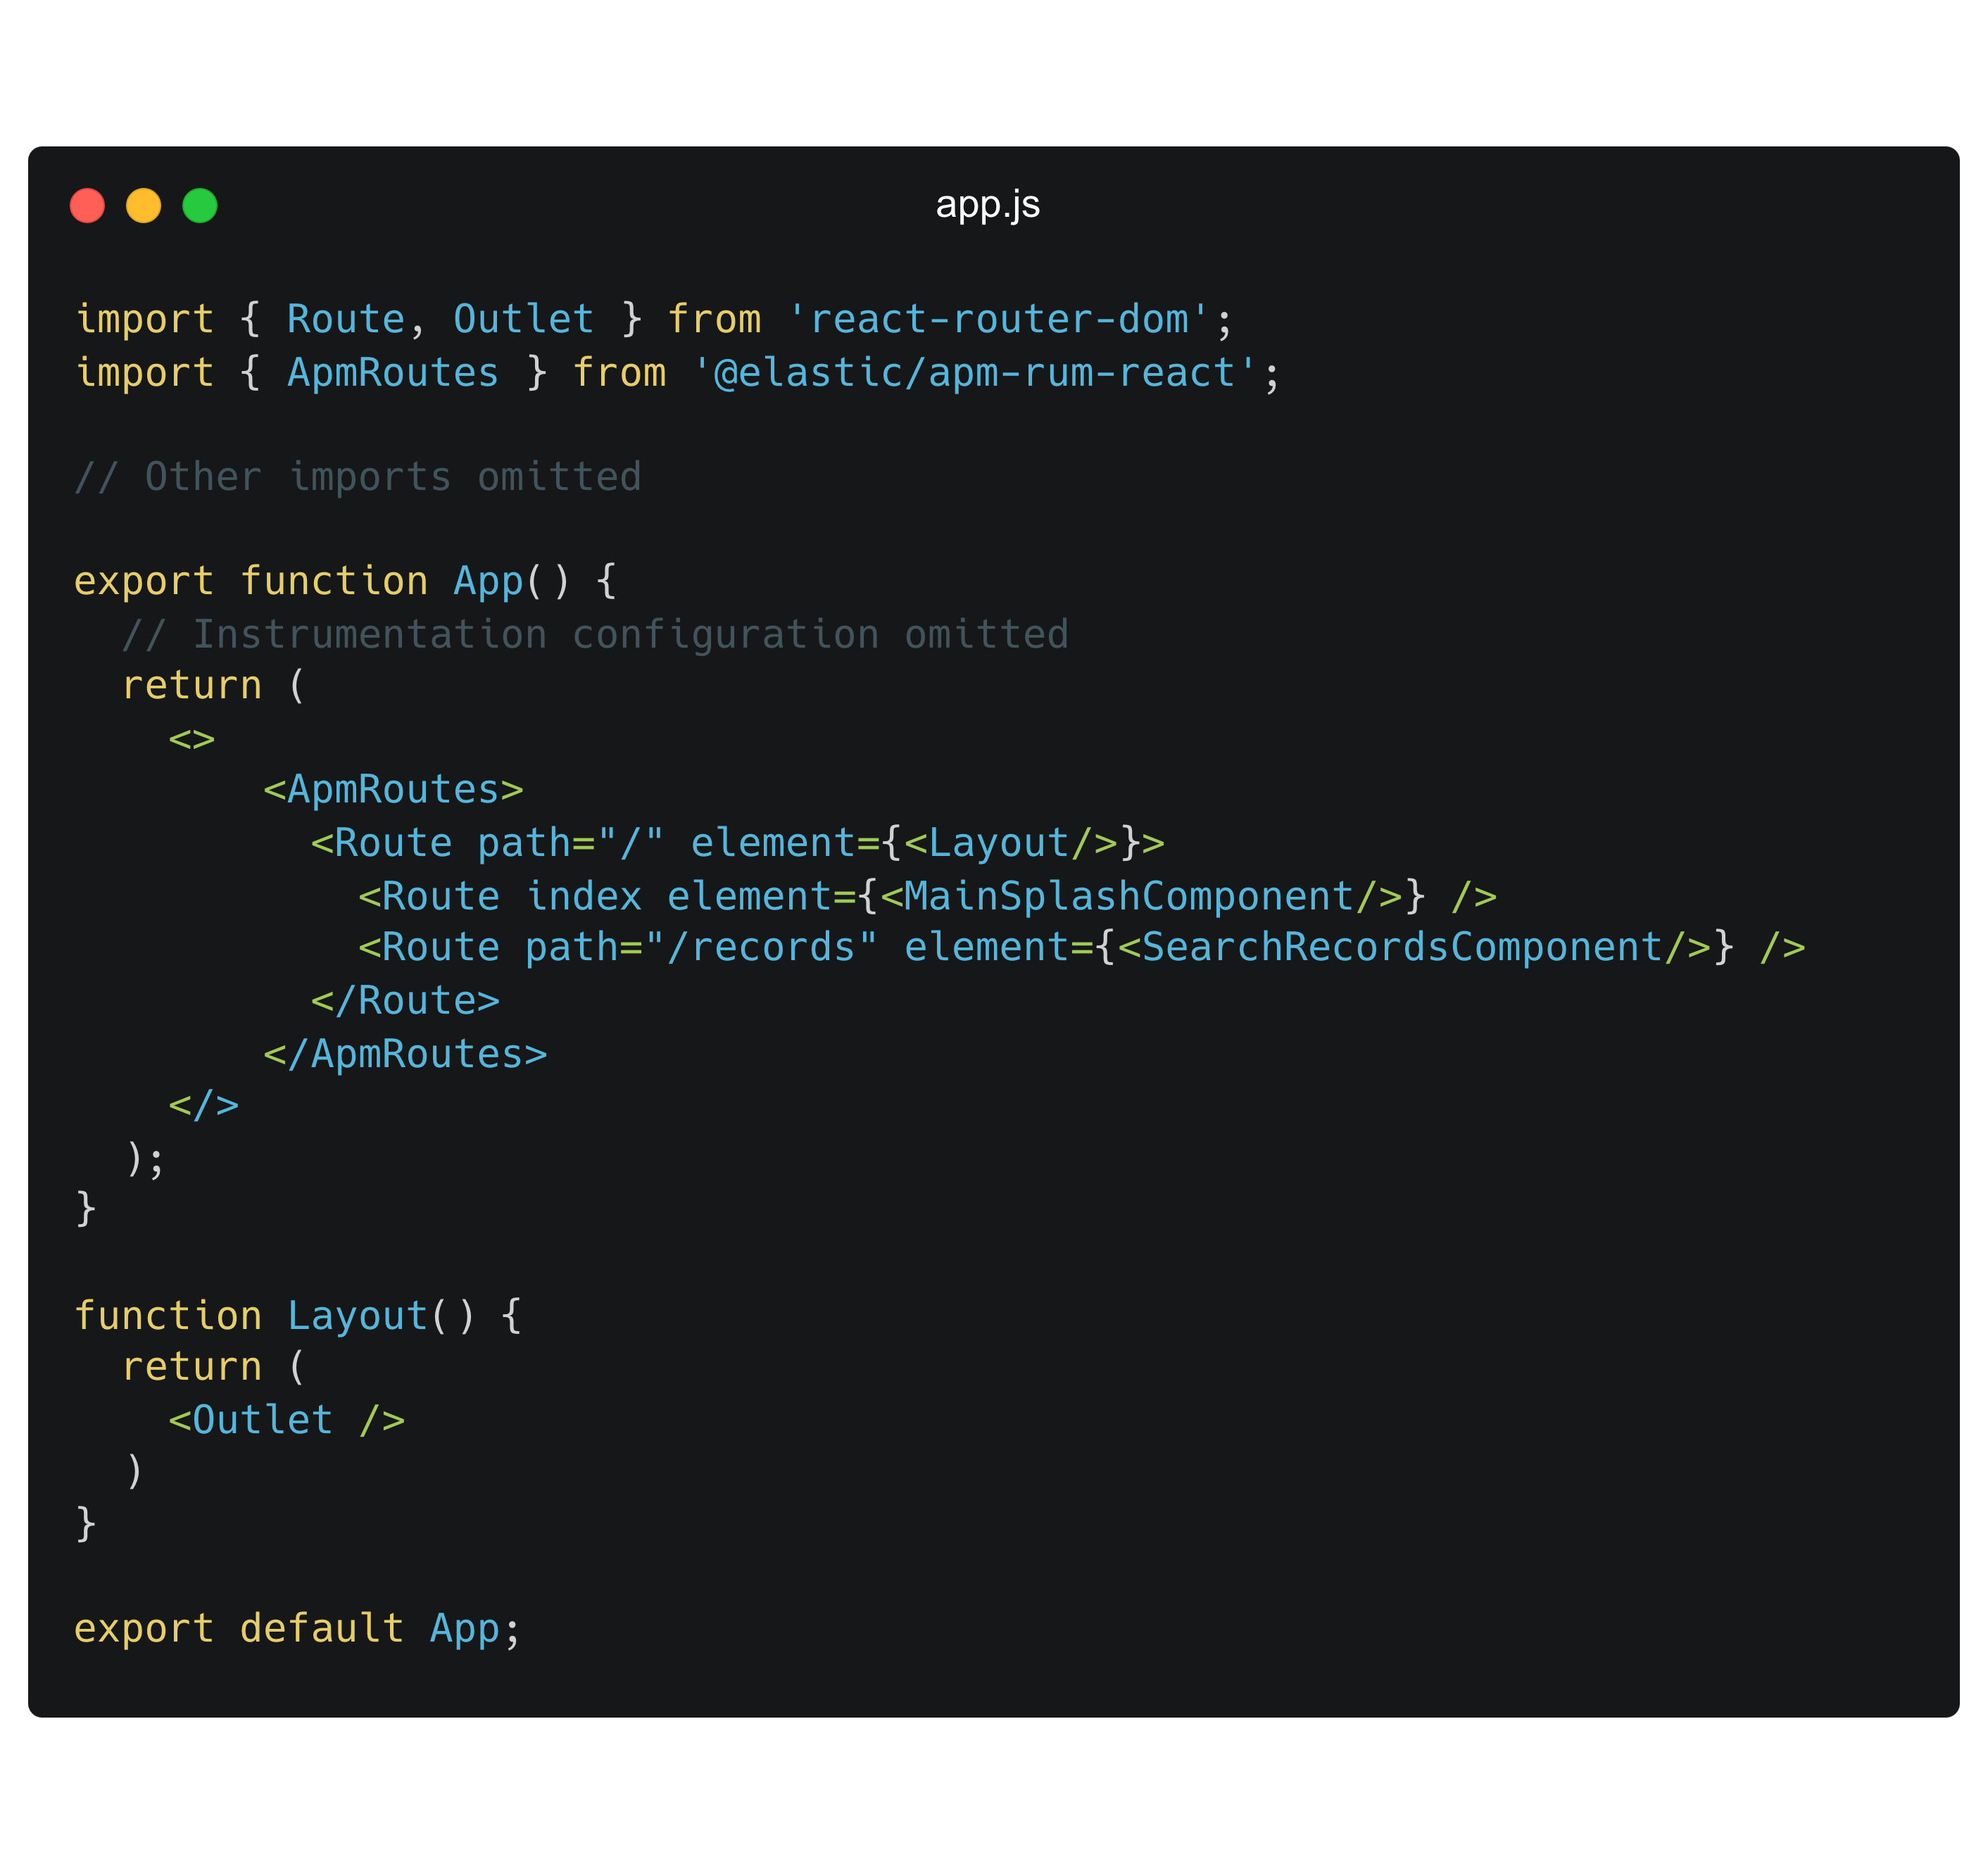 app.js
import { Route, Outlet } from 'react-router-dom';
import { ApmRoutes } from '@elastic/apm-rum-react';

// Other imports omitted

export function App() {
  // Instrumentation configuration omitted
  return (
    <>
        <ApmRoutes>
          <Route path="/" element={<Layout/>}>
            <Route index element={<MainSplashComponent/>} />
            <Route path="/records" element={<SearchRecordsComponent/>} />
          </Route>
        </ApmRoutes>
    </>
  );
}

function Layout() {
  return (
    <Outlet />
  )
}

export default App;